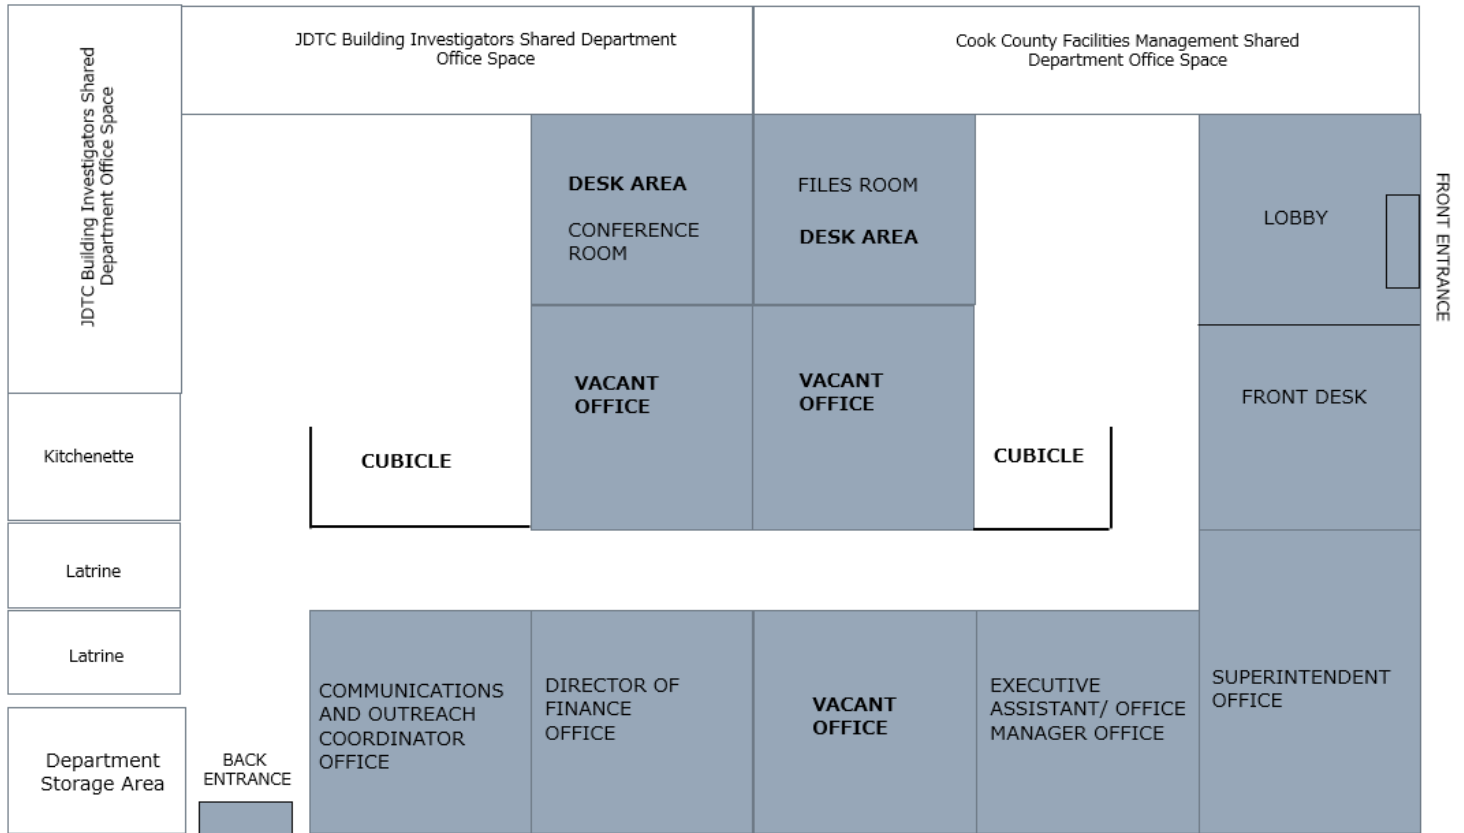 JDTC Building Investigators Shared
Department Office Space
JDTC Building Investigators Shared Department
Office Space
Cook County Facilities Management Shared
Department Office Space
DESK AREA
CONFERENCE
ROOM
FILES ROOM
DESK AREA
LOBBY
FRONT ENTRANCE
VACANT
OFFICE
VACANT
OFFICE
FRONT DESK
Kitchenette
CUBICLE
CUBICLE
Latrine
Latrine
COMMUNICATIONS
AND OUTREACH
COORDINATOR
OFFICE
DIRECTOR OF
FINANCE
OFFICE
VACANT
OFFICE
EXECUTIVE
ASSISTANT/ OFFICE
MANAGER OFFICE
SUPERINTENDENT
OFFICE
Department
Storage Area
BACK
ENTRANCE